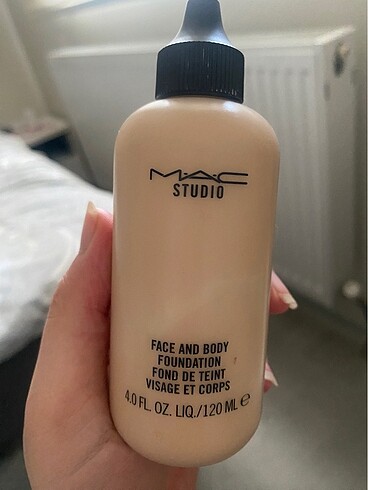 M·A·C
STUDIO
FACE AND BODY
FOUNDATION
FOND DE TEINT
VISAGE ET CORPS
4.0 FL. OZ. LIQ./120 ML ℮